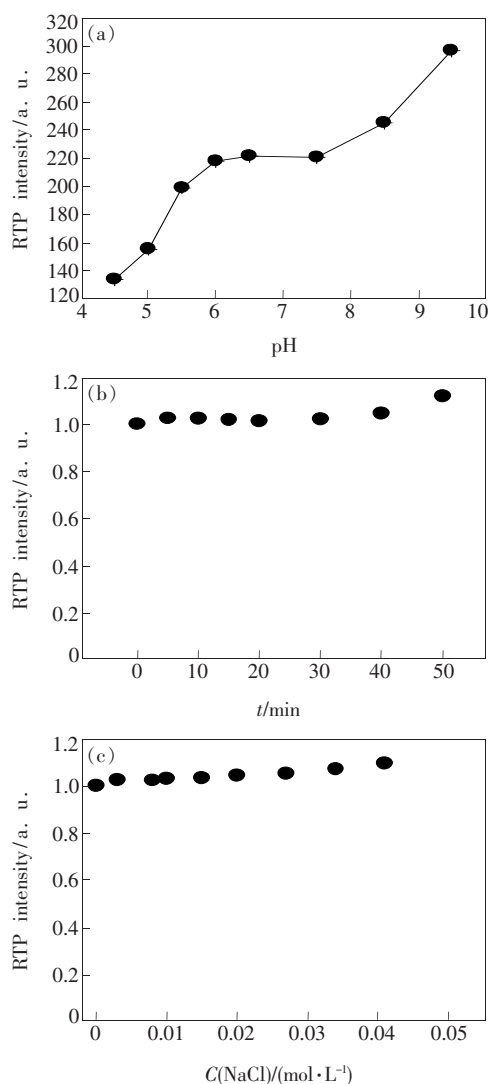 (a)
320
300
280
260
240
220
200
180
160
140
120
RTP intensity/a. u.
4 5 6 7 8 9 10
pH
(b)
1.2
1.0
0.8
0.6
0.4
0.2
0
RTP intensity/a. u.
0 10 20 30 40 50
t/min
(c)
1.2
1.0
0.8
0.6
0.4
0.2
0
RTP intensity/a. u.
0 0.01 0.02 0.03 0.04 0.05
C(NaCl)/(mol·L⁻¹)